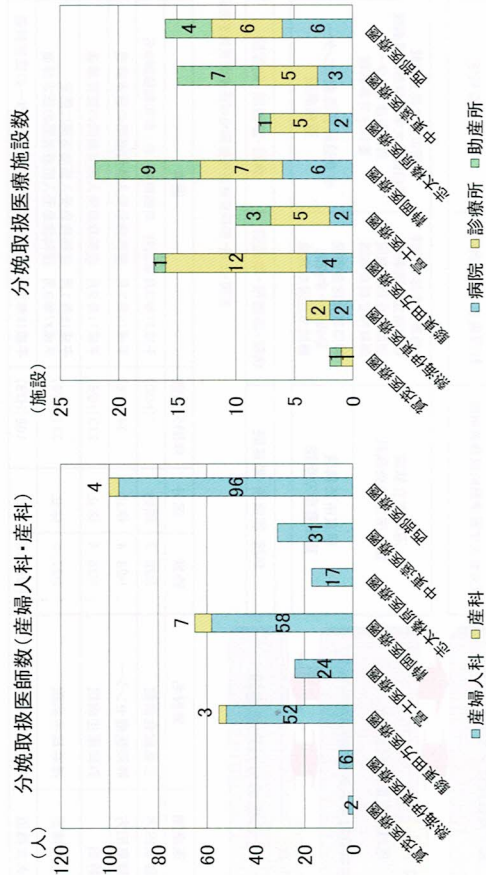 分娩取扱医師数(産婦人科・産科)
(人)
120
100
80
60
40
20
0
2
6
52
3
24
58
7
17
31
96
4
賀茂医療圏
熱海伊東医療圏
駿東田方医療圏
富士医療圏
静岡医療圏
志太榛原医療圏
中東遠医療圏
西部医療圏
産婦人科 産科
分娩取扱医療施設数
(施設)
25
20
15
10
5
0
1
1
2
2
4
12
1
2
5
3
6
7
9
2
5
1
3
5
7
6
6
4
賀茂医療圏
熱海伊東医療圏
駿東田方医療圏
富士医療圏
静岡医療圏
志太榛原医療圏
中東遠医療圏
西部医療圏
病院 診療所 助産所